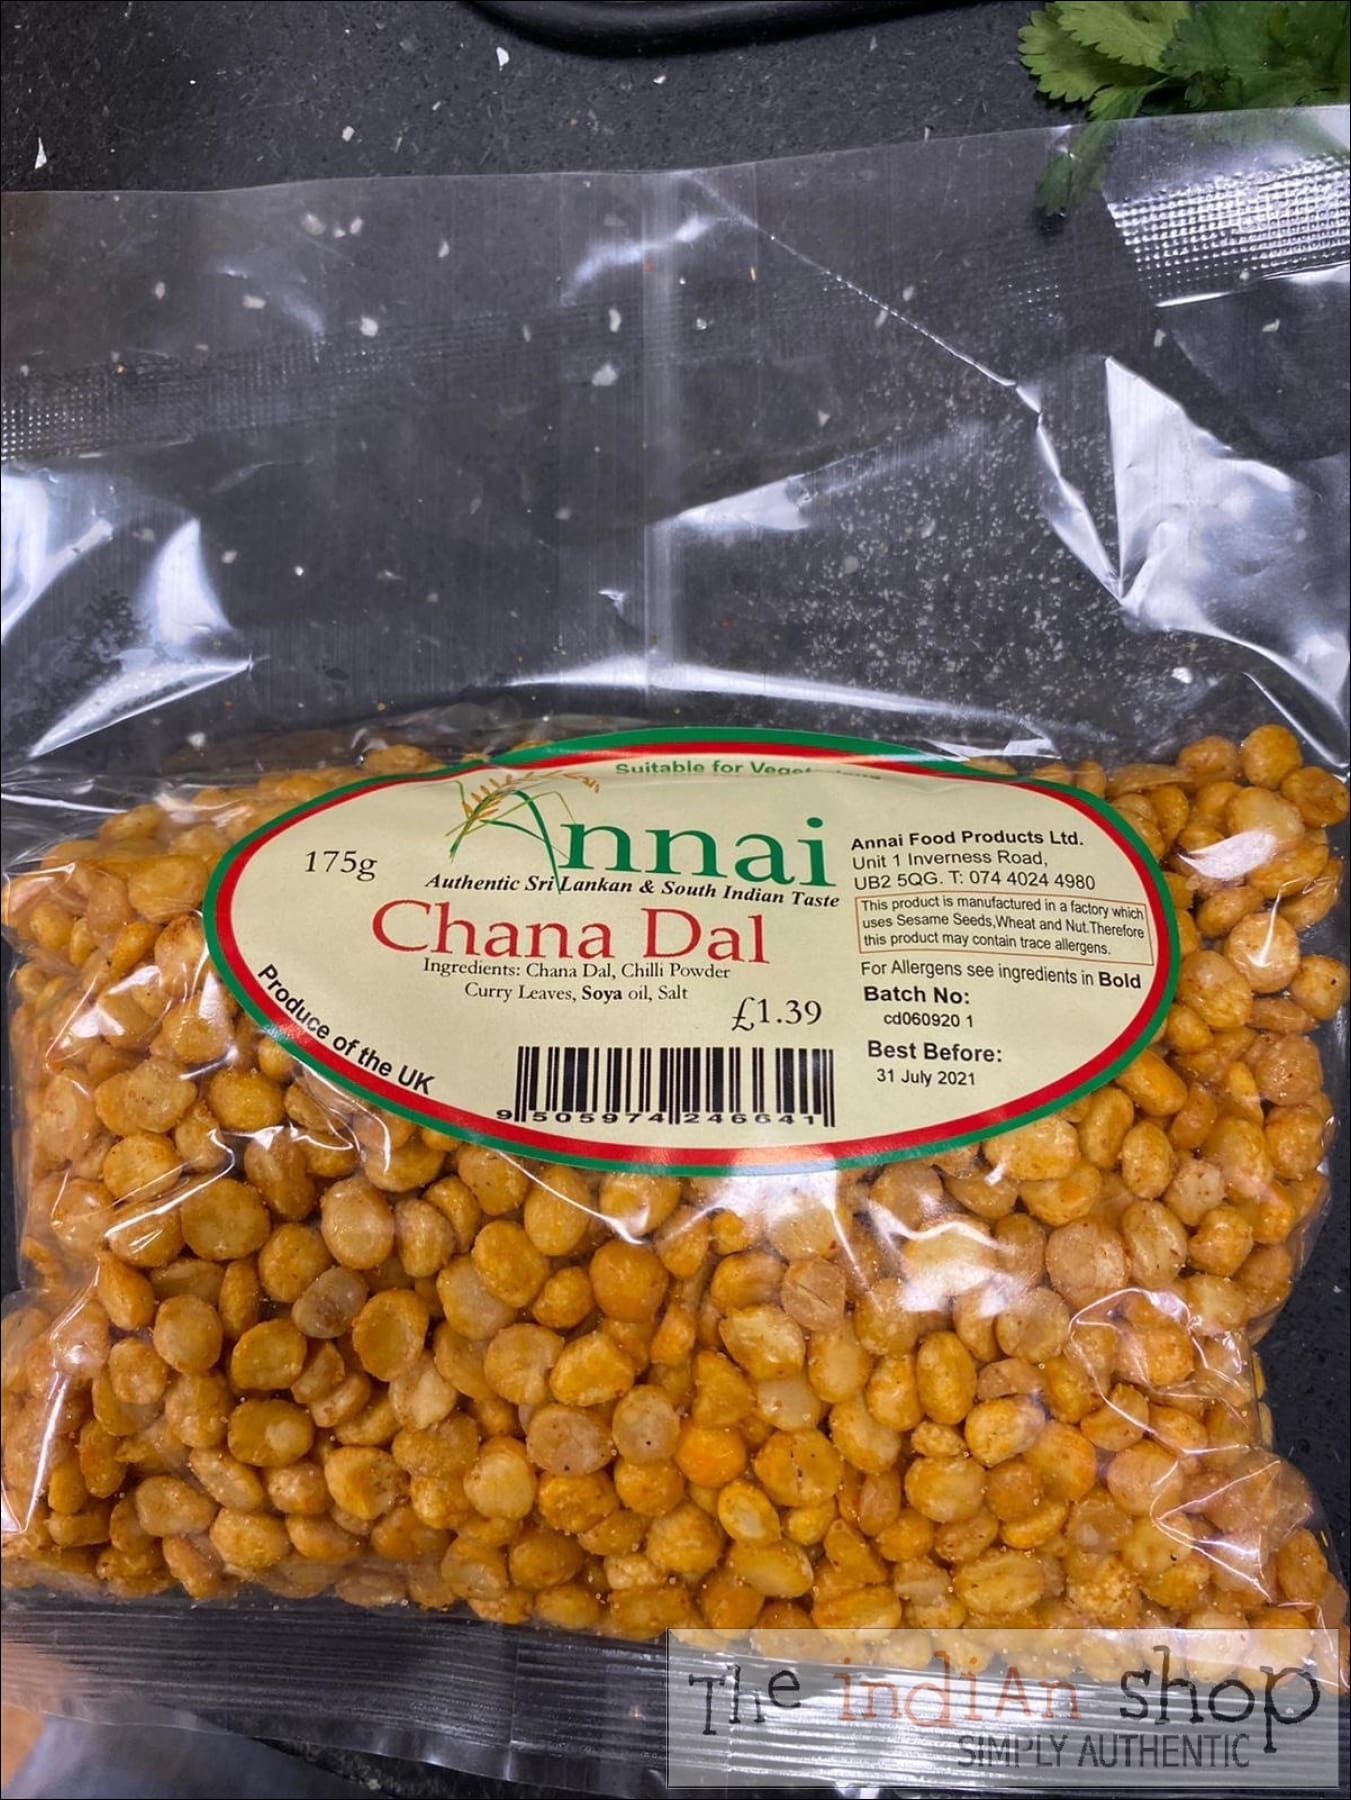 Suitable for Vegetarians
175g
Annai
Authentic Sri Lankan & South Indian Taste
Chana Dal
Ingredients: Chana Dal, Chilli Powder
Curry Leaves, Soya oil, Salt
£1.39
Produce of the UK
9 505974 246641
Annai Food Products Ltd.
Unit 1 Inverness Road,
UB2 5QG. T: 074 4024 4980
This product is manufactured in a factory which
uses Sesame Seeds,Wheat and Nut.Therefore
this product may contain trace allergens.
For Allergens see ingredients in Bold
Batch No:
cd060920 1
Best Before:
31 July 2021
The indiAn shop
SIMPLY AUTHENTIC